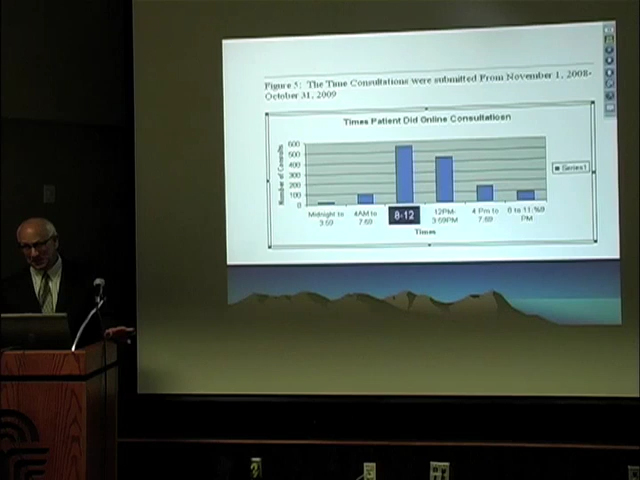 Figure 5: The Time Consultations were submitted From November 1, 2008-
October 31, 2009
Times Patient Did Online Consultatioen
Number of Consults
600
500
400
300
200
100
0
Series1
Midnight to 3:59
4AM to 7:59
8-12
12PM- 3:59PM
4 Pm to 7:59
8 to 11:59 PM
Times